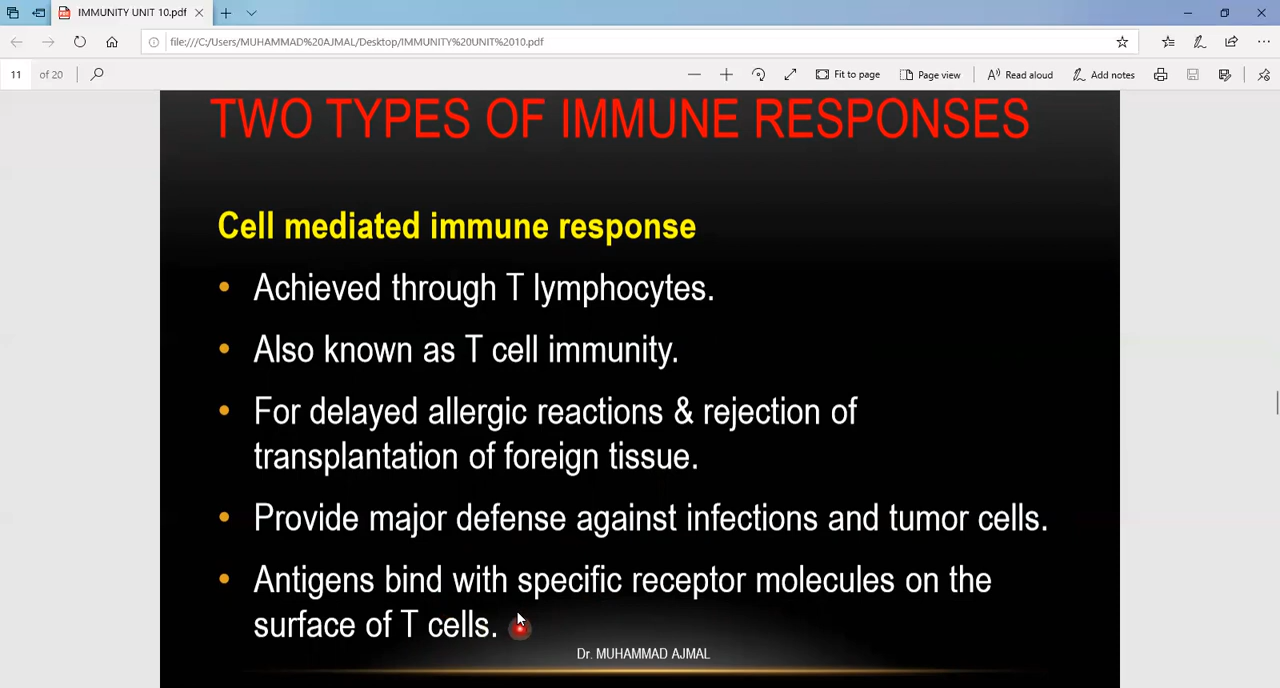 IMMUNITY UNIT 10.pdf
file:///C:/Users/MUHAMMAD%20AJMAL/Desktop/IMMUNITY%20UNIT%2010.pdf
11 of 20 Fit to page Page view Read aloud Add notes
TWO TYPES OF IMMUNE RESPONSES
Cell mediated immune response
• Achieved through T lymphocytes.
• Also known as T cell immunity.
• For delayed allergic reactions & rejection of
transplantation of foreign tissue.
• Provide major defense against infections and tumor cells.
• Antigens bind with specific receptor molecules on the
surface of T cells.
Dr. MUHAMMAD AJMAL